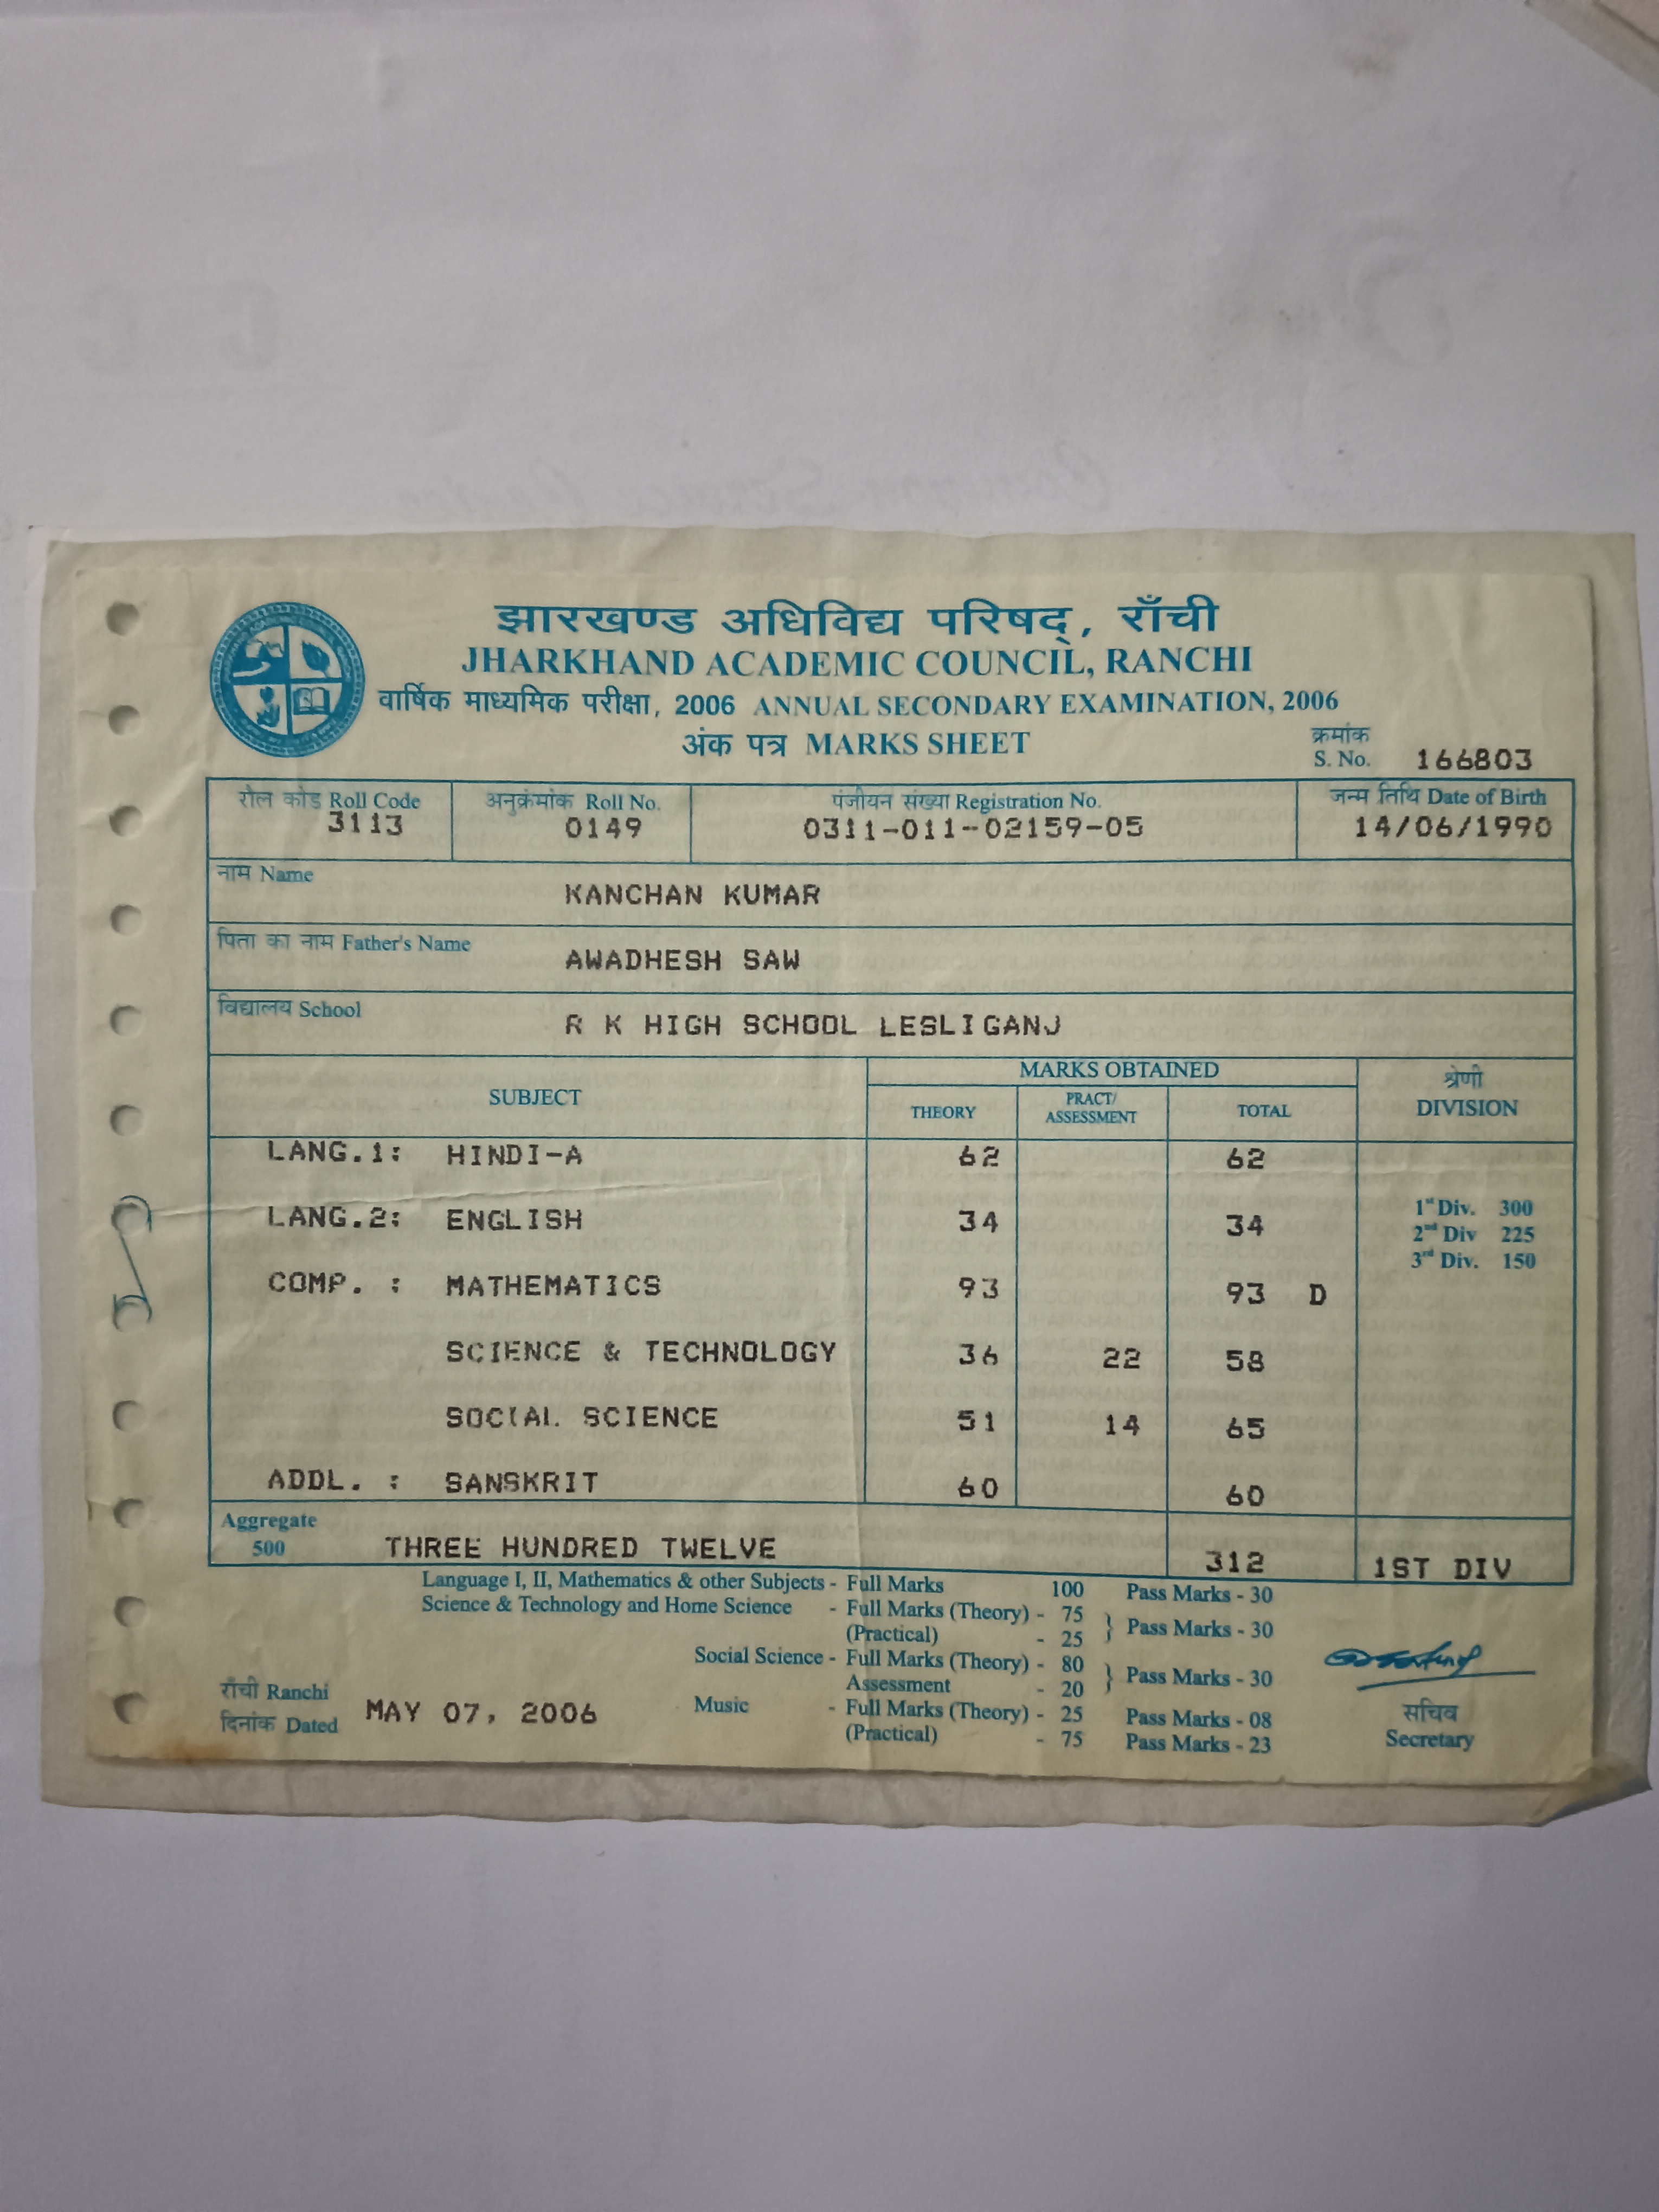 झारखण्ड अधिविद्य परिषद्, राँची
JHARKHAND ACADEMIC COUNCIL, RANCHI
वार्षिक माध्यमिक परीक्षा, 2006 ANNUAL SECONDARY EXAMINATION, 2006
अंक पत्र MARKS SHEET
क्रमांक
S. No. 166803
रौल कोड Roll Code अनुक्रंमांक Roll No. पंजीयन संख्या Registration No. जन्म तिथि Date of Birth
3113 0149 0311-011-02159-05 14/06/1990
नाम Name KANCHAN KUMAR
पिता का नाम Father's Name AWADHESH SAW
विद्यालय School R K HIGH SCHOOL LESLIGANJ
SUBJECT MARKS OBTAINED श्रेणी
THEORY PRACT/ ASSESSMENT TOTAL DIVISION
LANG.1: HINDI-A 62 62
LANG.2: ENGLISH 34 34
1st Div. 300
2nd Div 225
3rd Div. 150
COMP. : MATHEMATICS 93 93 D
SCIENCE & TECHNOLOGY 36 22 58
SOCIAL SCIENCE 51 14 65
ADDL. : SANSKRIT 60 60
Aggregate
500 THREE HUNDRED TWELVE 312 1ST DIV
Language I, II, Mathematics & other Subjects - Full Marks 100 Pass Marks - 30
Science & Technology and Home Science - Full Marks (Theory) - 75
(Practical) - 25 } Pass Marks - 30
Social Science - Full Marks (Theory) - 80
Assessment - 20 } Pass Marks - 30
Music - Full Marks (Theory) - 25 Pass Marks - 08
(Practical) - 75 Pass Marks - 23
राँची Ranchi
दिनांक Dated MAY 07, 2006
सचिव
Secretary